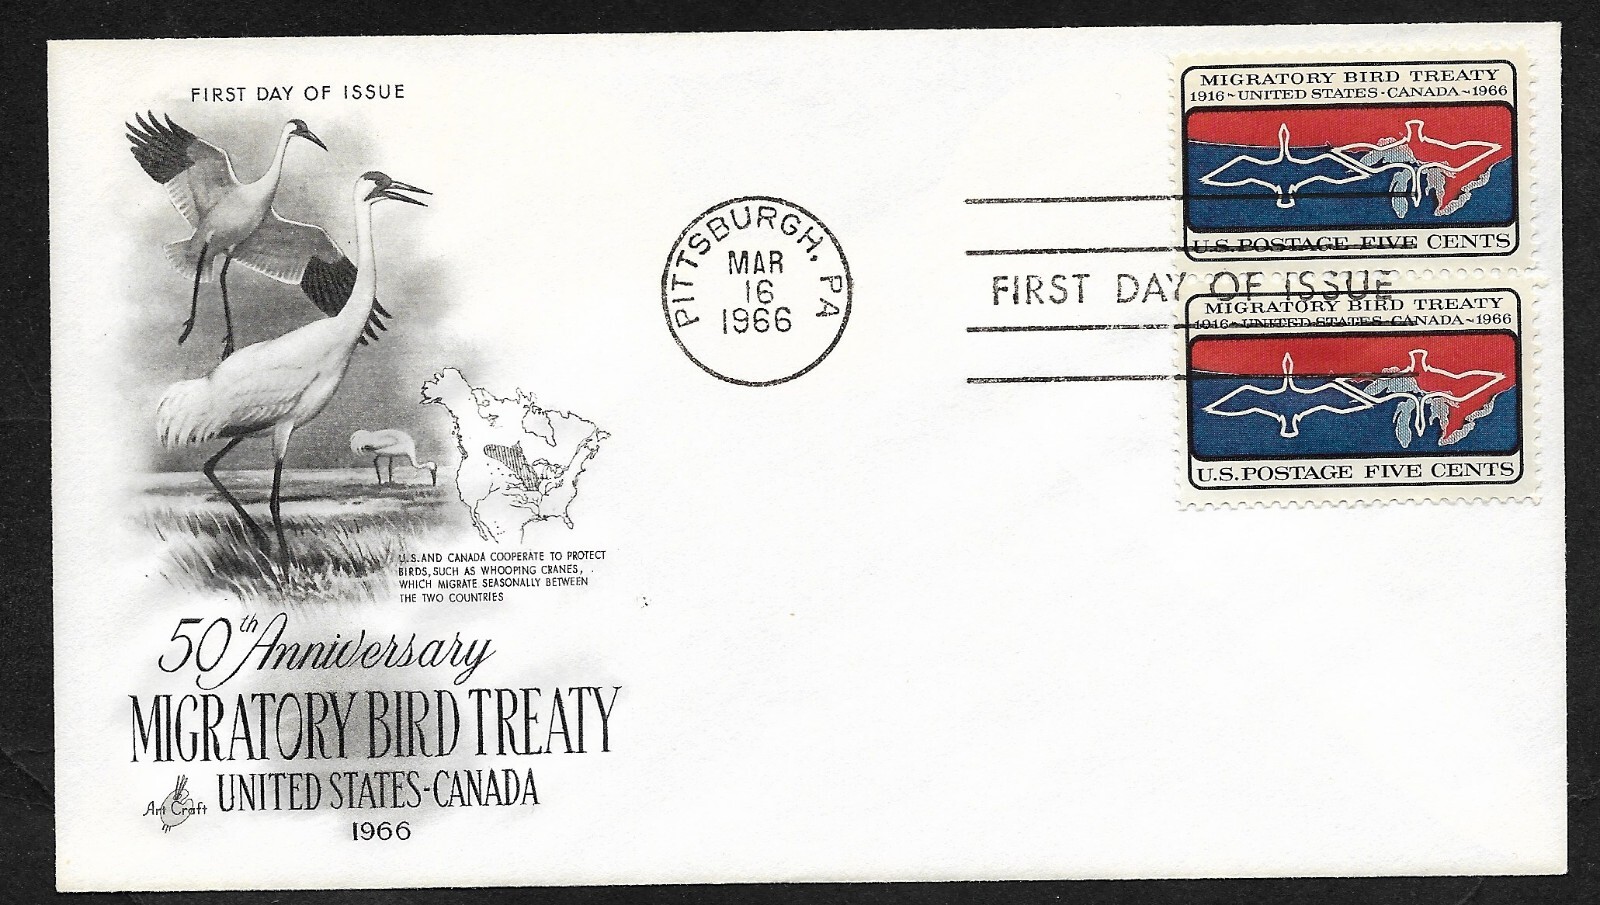 FIRST DAY OF ISSUE
U.S. AND CANADA COOPERATE TO PROTECT
BIRDS, SUCH AS WHOOPING CRANES,
WHICH MIGRATE SEASONALLY BETWEEN
THE TWO COUNTRIES
50th Anniversary
MIGRATORY BIRD TREATY
UNITED STATES-CANADA
1966
Art Craft
PITTSBURGH, PA
MAR
16
1966
FIRST DAY OF ISSUE
MIGRATORY BIRD TREATY
1916~UNITED STATES-CANADA~1966
U.S. POSTAGE FIVE CENTS
MIGRATORY BIRD TREATY
1916~UNITED STATES-CANADA~1966
U.S. POSTAGE FIVE CENTS